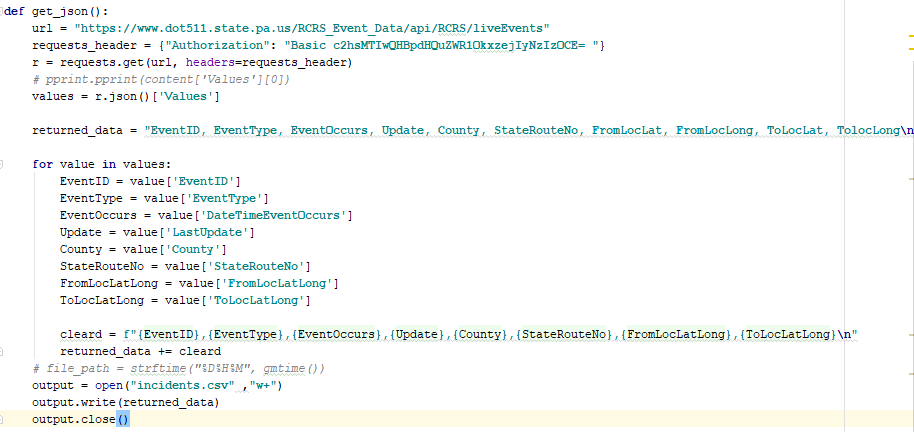 def get_json():
url = "https://www.dot511.state.pa.us/RCRS_Event_Data/api/RCRS/liveEvents"
requests_header = {"Authorization": "Basic c2hsMTIwQHBpdHQuZWR1OkxzejIyNzIzOCE= "}
r = requests.get(url, headers=requests_header)
# pprint.pprint(content['Values'][0])
values = r.json()['Values']
returned_data = "EventID, EventType, EventOccurs, Update, County, StateRouteNo, FromLocLat, FromLocLong, ToLocLat, TolocLong\n
for value in values:
EventID = value['EventID']
EventType = value['EventType']
EventOccurs = value['DateTimeEventOccurs']
Update = value['LastUpdate']
County = value['County']
StateRouteNo = value['StateRouteNo']
FromLocLatLong = value['FromLocLatLong']
ToLocLatLong = value['ToLocLatLong']
cleard = f"{EventID},{EventType},{EventOccurs},{Update},{County},{StateRouteNo},{FromLocLatLong},{ToLocLatLong}\n"
returned_data += cleard
# file_path = strftime("%D%H%M", gmtime())
output = open("incidents.csv" ,"w+")
output.write(returned_data)
output.close()